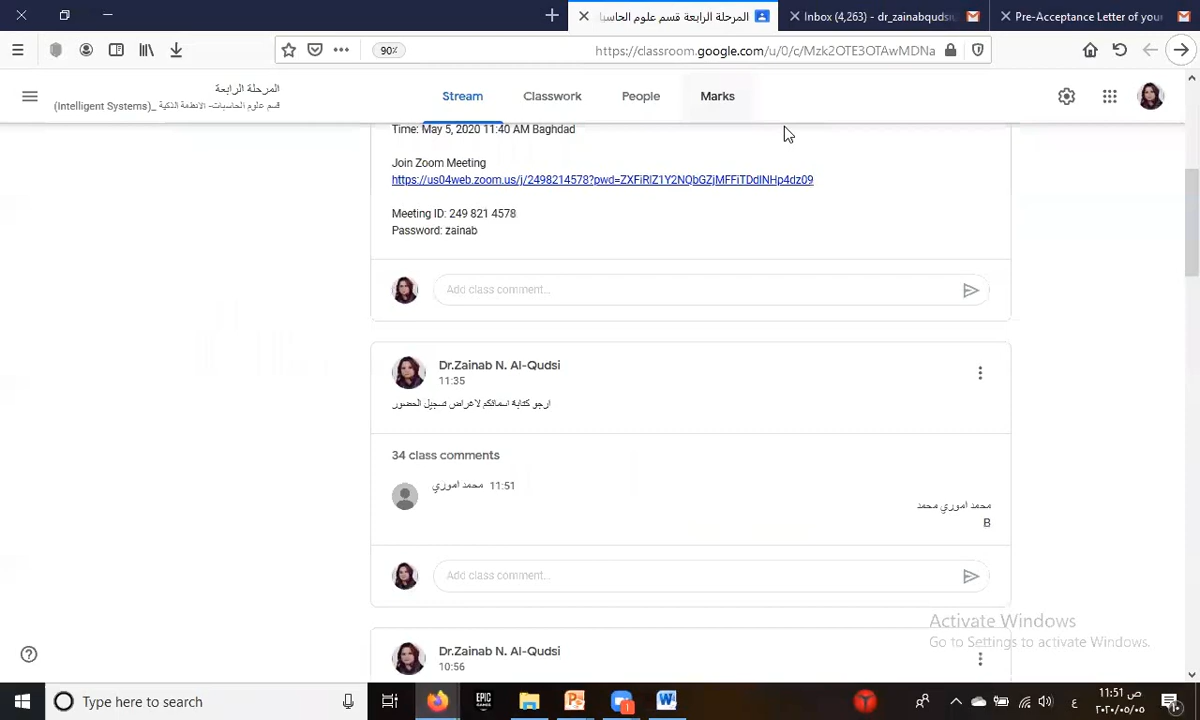 المرحلة الرابعة قسم علوم الحاسبا
Inbox (4,263) - dr_zainabqudsi
Pre-Acceptance Letter of your
90%
https://classroom.google.com/u/0/c/Mzk2OTE3OTAwMDNa
المرحلة الرابعة
قسم علوم الحاسبات- الانظمة الذكية _(Intelligent Systems)
Stream
Classwork
People
Marks
Time: May 5, 2020 11:40 AM Baghdad
Join Zoom Meeting
https://us04web.zoom.us/j/2498214578?pwd=ZXFiRlZ1Y2NQbGZjMFFiTDdlNHp4dz09
Meeting ID: 249 821 4578
Password: zainab
Add class comment...
Dr.Zainab N. Al-Qudsi
11:35
ارجو كتابة اسمائكم لاغراض تسجيل الحضور
34 class comments
محمد اموري 11:51
محمد اموري محمد
B
Add class comment...
Dr.Zainab N. Al-Qudsi
10:56
Activate Windows
Go to Settings to activate Windows.
Type here to search
EPIC GAMES
ع
11:51 ص
٢٠٢٠/٠٥/٠٥